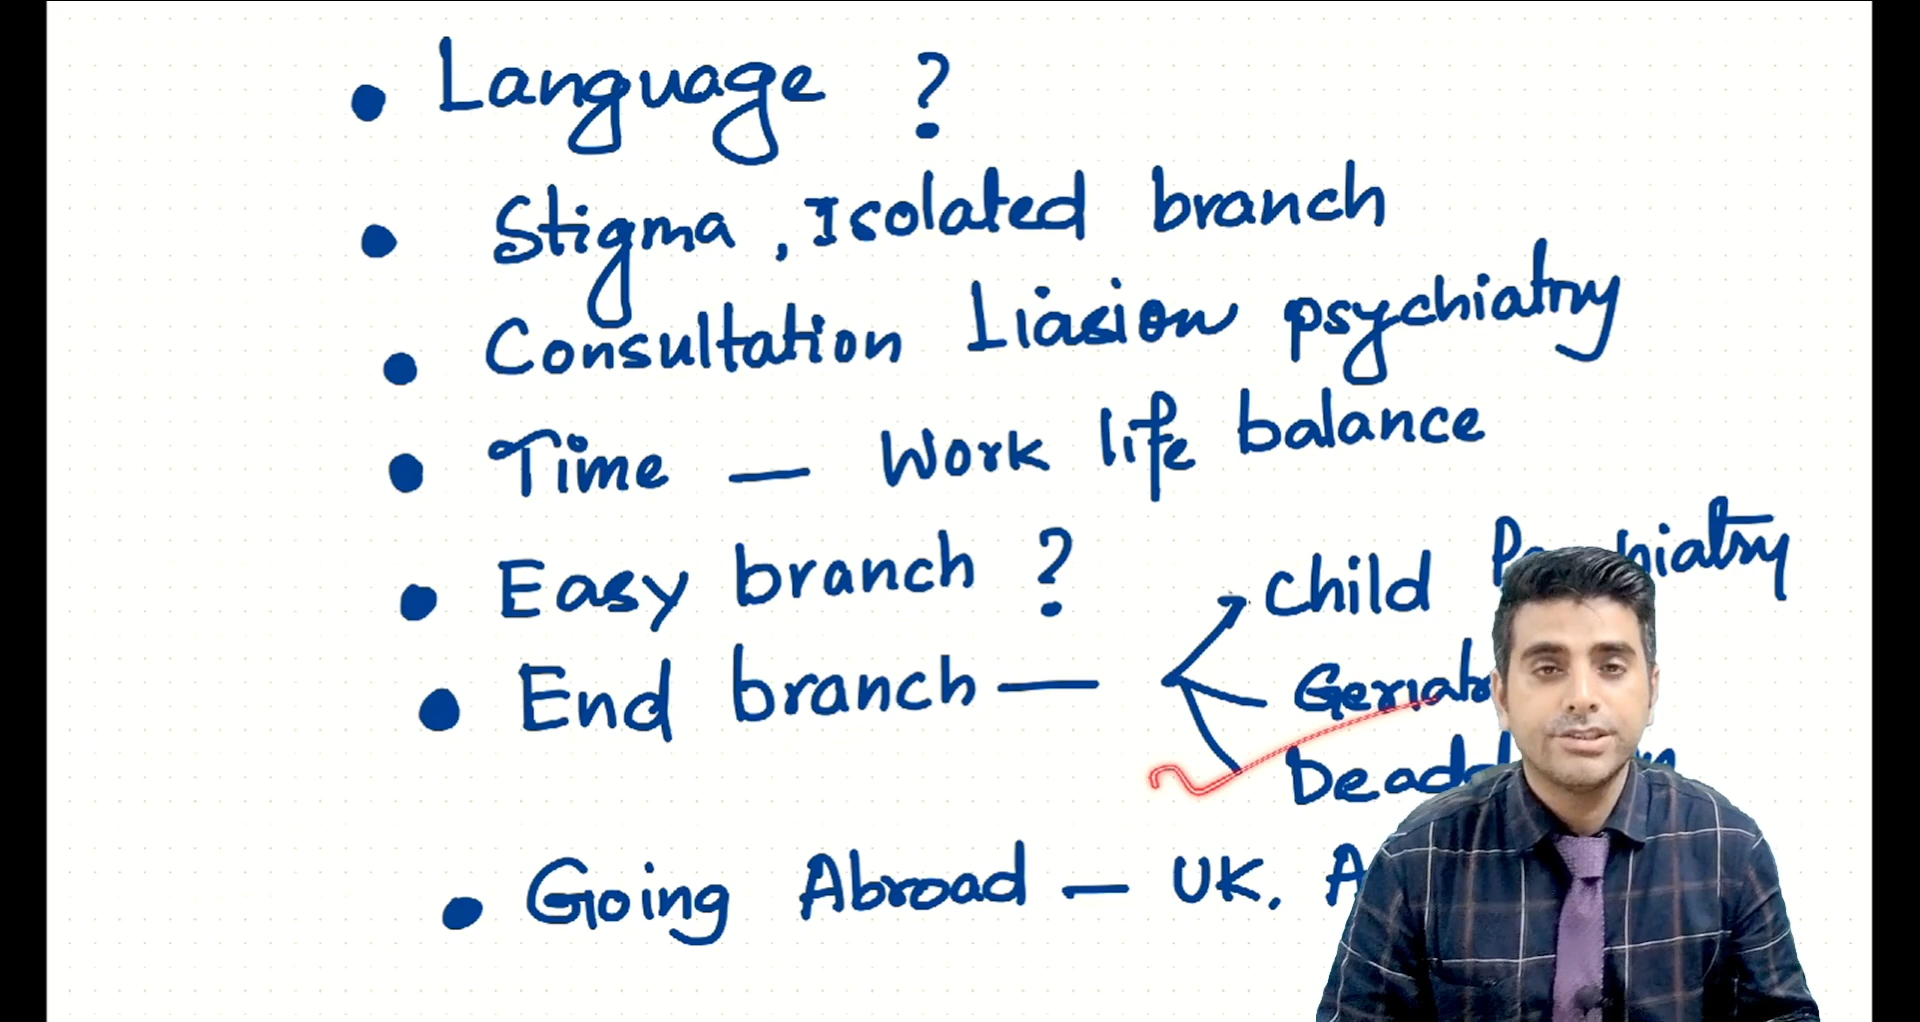 Language ?
Stigma, Isolated branch
Consultation Liasion psychiatry
Time — Work life balance
Easy branch ?
Child
End branch —
Going Abroad — UK.